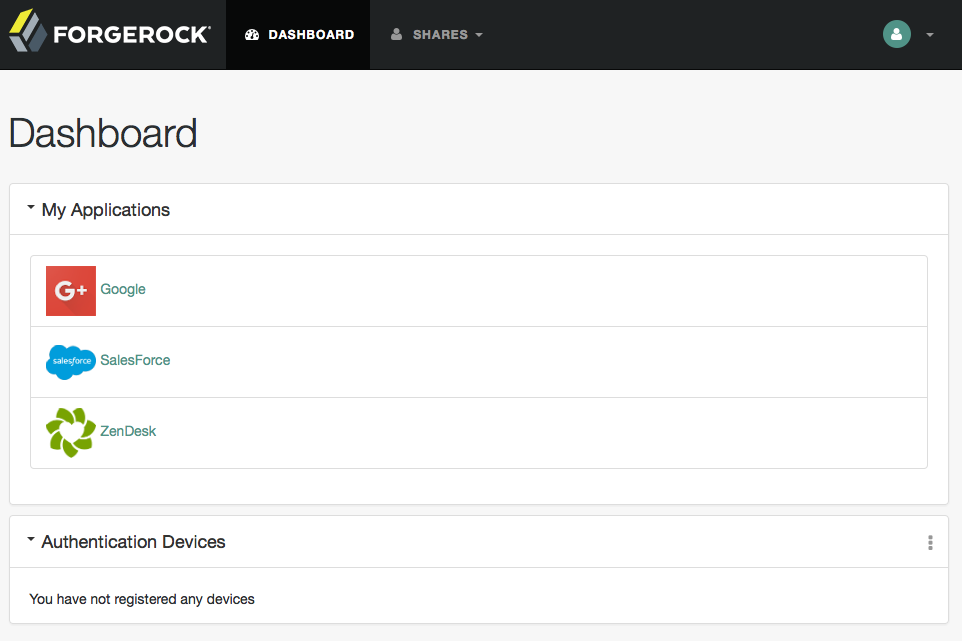 FORGEROCK
DASHBOARD
SHARES
Dashboard
My Applications
G+ Google
salesforce SalesForce
ZenDesk
Authentication Devices
You have not registered any devices